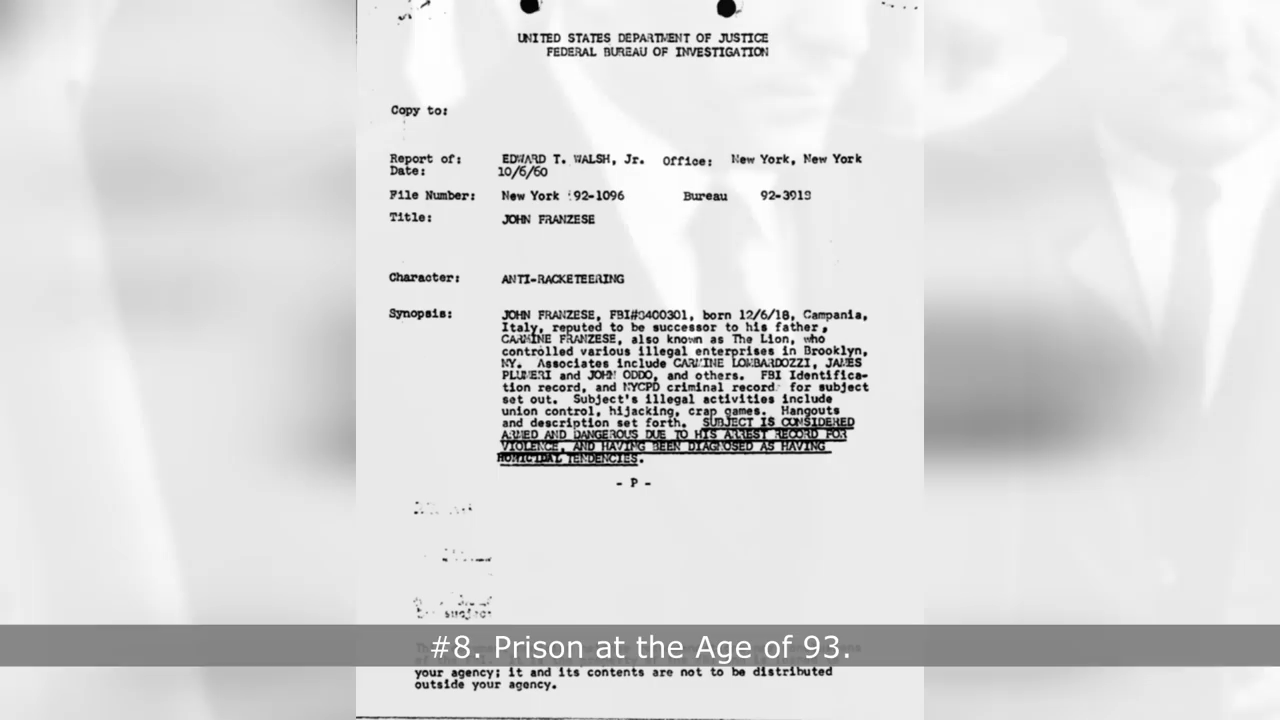 UNITED STATES DEPARTMENT OF JUSTICE
FEDERAL BUREAU OF INVESTIGATION
Copy to:
Report of: EDWARD T. WALSH, Jr. Office: New York, New York
Date: 10/6/60
File Number: New York 92-1096 Bureau 92-3913
Title: JOHN FRANZESE
Character: ANTI-RACKETEERING
Synopsis: JOHN FRANZESE, FBI#3400301, born 12/6/18, Campania,
Italy, reputed to be successor to his father,
CARMINE FRANZESE, also known as The Lion, who
controlled various illegal enterprises in Brooklyn,
NY. Associates include CARMINE LOMBARDOZZI, JAMES
PLUMERI and JOHN ODDO, and others. FBI Identifica-
tion record, and NYCPD criminal record for subject
set out. Subject's illegal activities include
union control, hijacking, crap games. Hangouts
and description set forth. SUBJECT IS CONSIDERED
ARMED AND DANGEROUS DUE TO HIS ARREST RECORD FOR
VIOLENCE, AND HAVING BEEN DIAGNOSED AS HAVING
HOMICIDAL TENDENCIES.
- P -
#8. Prison at the Age of 93.
your agency; it and its contents are not to be distributed
outside your agency.